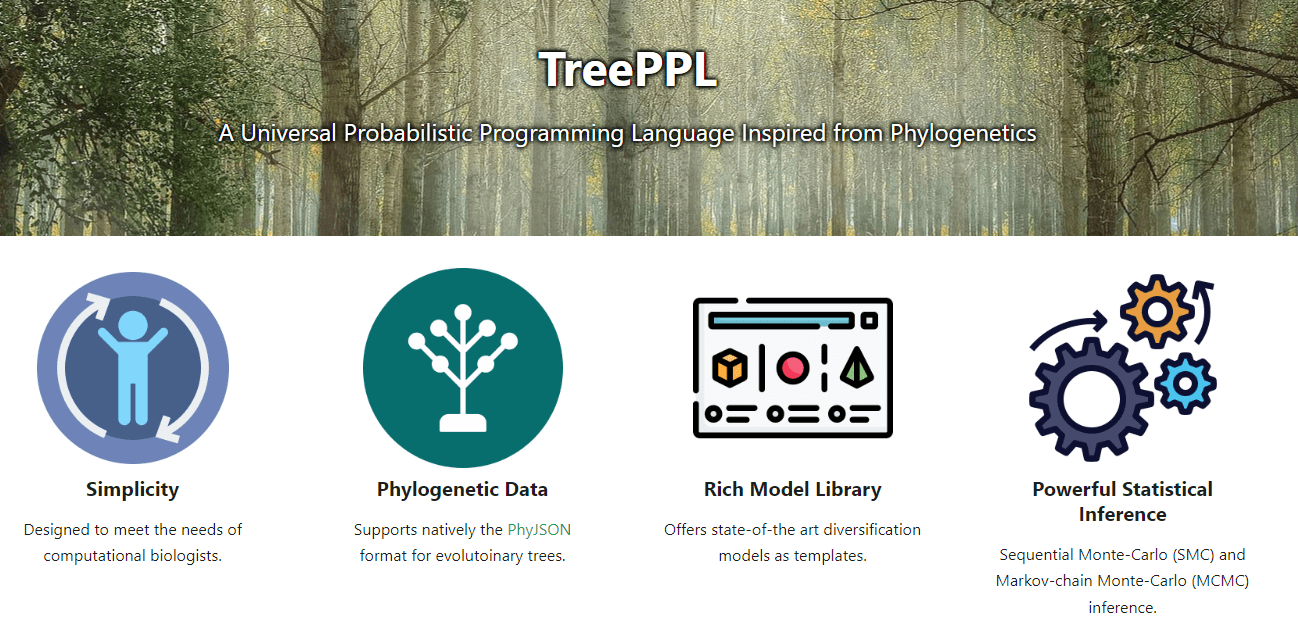 TreePPL
A Universal Probabilistic Programming Language Inspired from Phylogenetics
Simplicity
Designed to meet the needs of
computational biologists.
Phylogenetic Data
Supports natively the PhyJSON
format for evolutoinary trees.
Rich Model Library
Offers state-of-the art diversification
models as templates.
Powerful Statistical
Inference
Sequential Monte-Carlo (SMC) and
Markov-chain Monte-Carlo (MCMC)
inference.